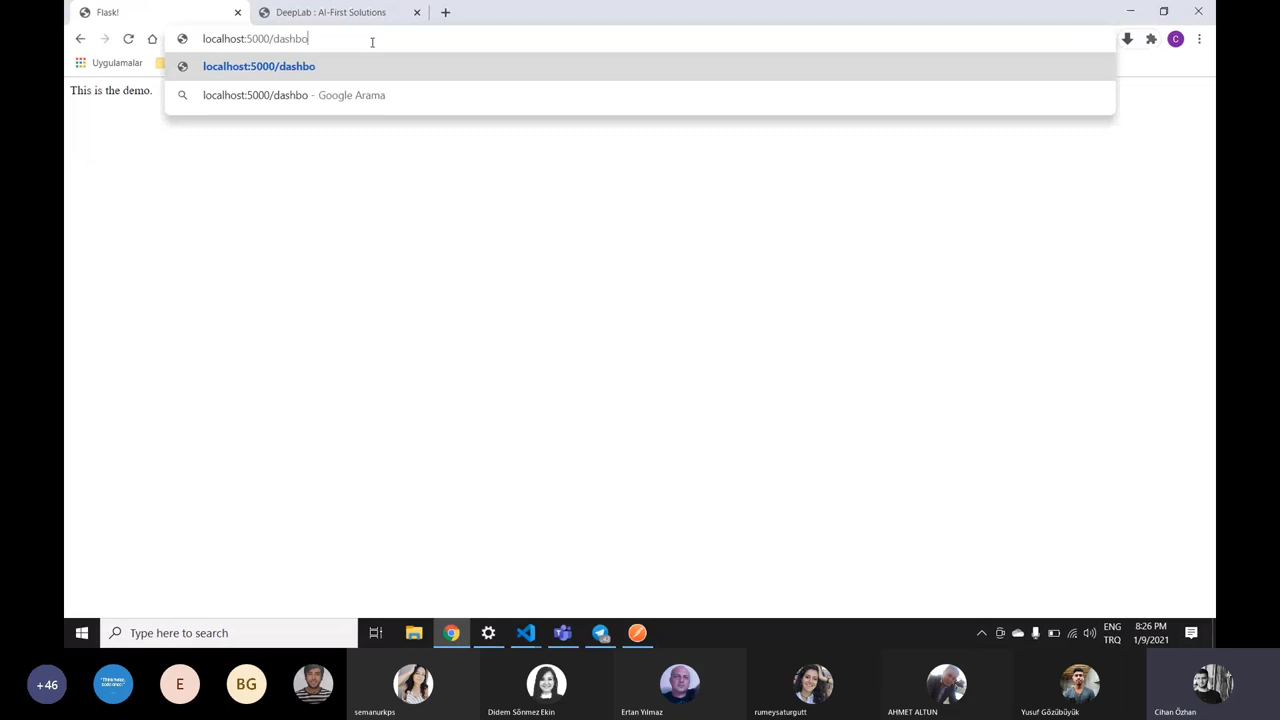 Flask!
DeepLab : AI-First Solutions
localhost:5000/dashbo
Uygulamalar
localhost:5000/dashbo
localhost:5000/dashbo - Google Arama
This is the demo.
C
Type here to search
ENG
TRQ
8:26 PM
1/9/2021
+46
E
BG
semanurkps
Didem Sönmez Ekin
Ertan Yılmaz
rumeysaturgutt
AHMET ALTUN
Yusuf Gözübüyük
Cihan Özhan